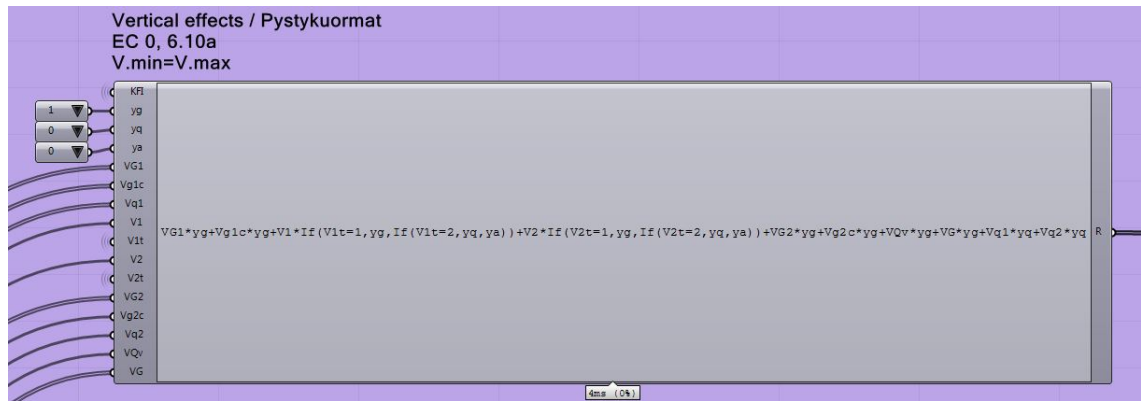 Vertical effects / Pystykuormat
EC 0, 6.10a
V.min=V.max
KFI
1 yg
0 yq
0 ya
VG1
Vg1c
Vq1
V1
V1t
V2
V2t
VG2
Vg2c
Vq2
VQv
VG
VG1*yg+Vg1c*yg+V1*If(V1t=1,yg,If(V1t=2,yq,ya))+V2*If(V2t=1,yg,If(V2t=2,yq,ya))+VG2*yg+Vg2c*yg+VQv*yg+VG*yg+Vq1*yq+Vq2*yq
R
4ms (0%)